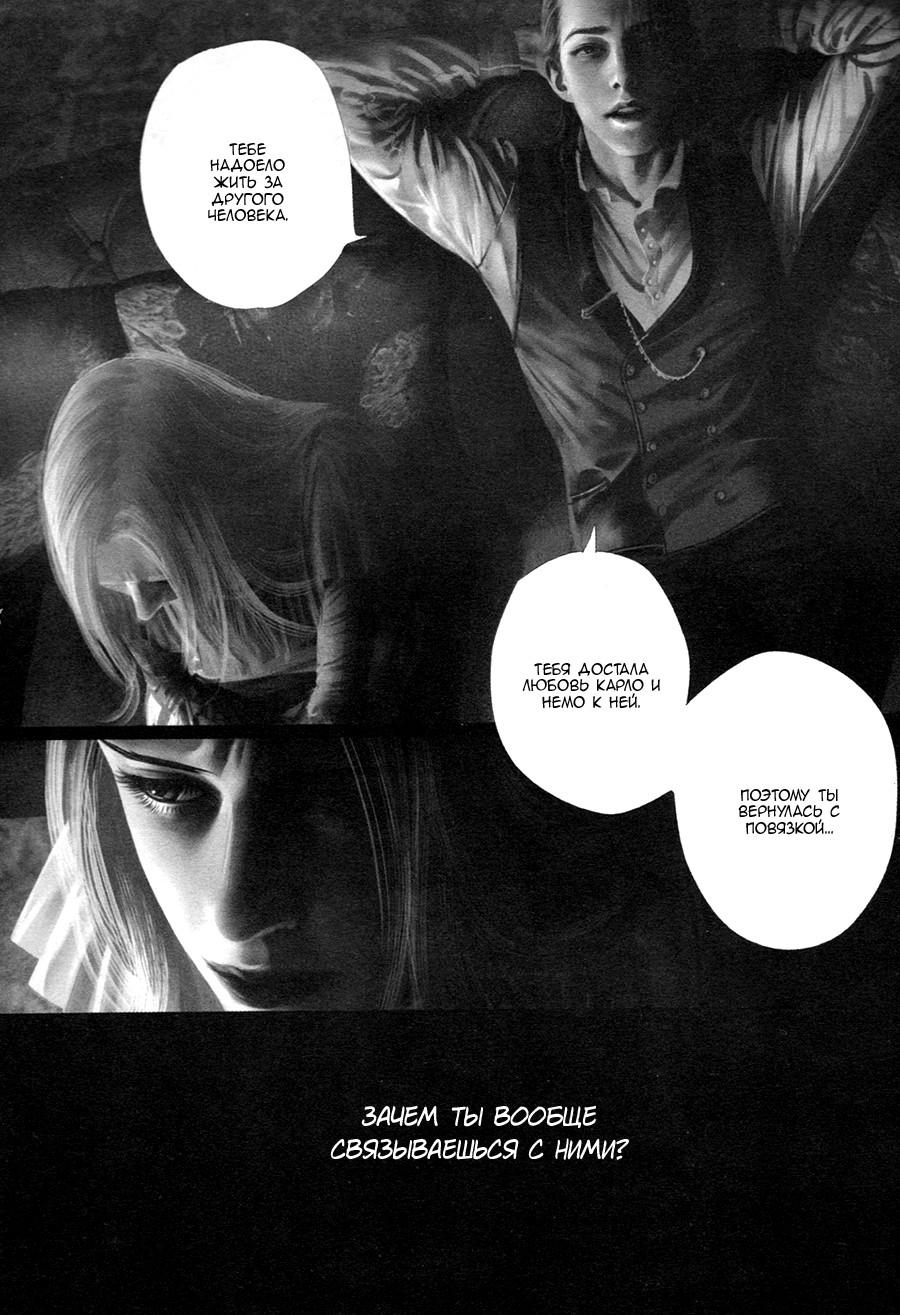 ТЕБЕ
НАДОЕЛО
ЖИТЬ ЗА
ДРУГОГО
ЧЕЛОВЕКА.
ТЕБЯ ДОСТАЛА
ЛЮБОВЬ КАРЛО И
НЕМО К НЕЙ.
ПОЭТОМУ ТЫ
ВЕРНУЛАСЬ С
ПОВЯЗКОЙ...
ЗАЧЕМ ТЫ ВООБЩЕ
СВЯЗЫВАЕШЬСЯ С НИМИ?